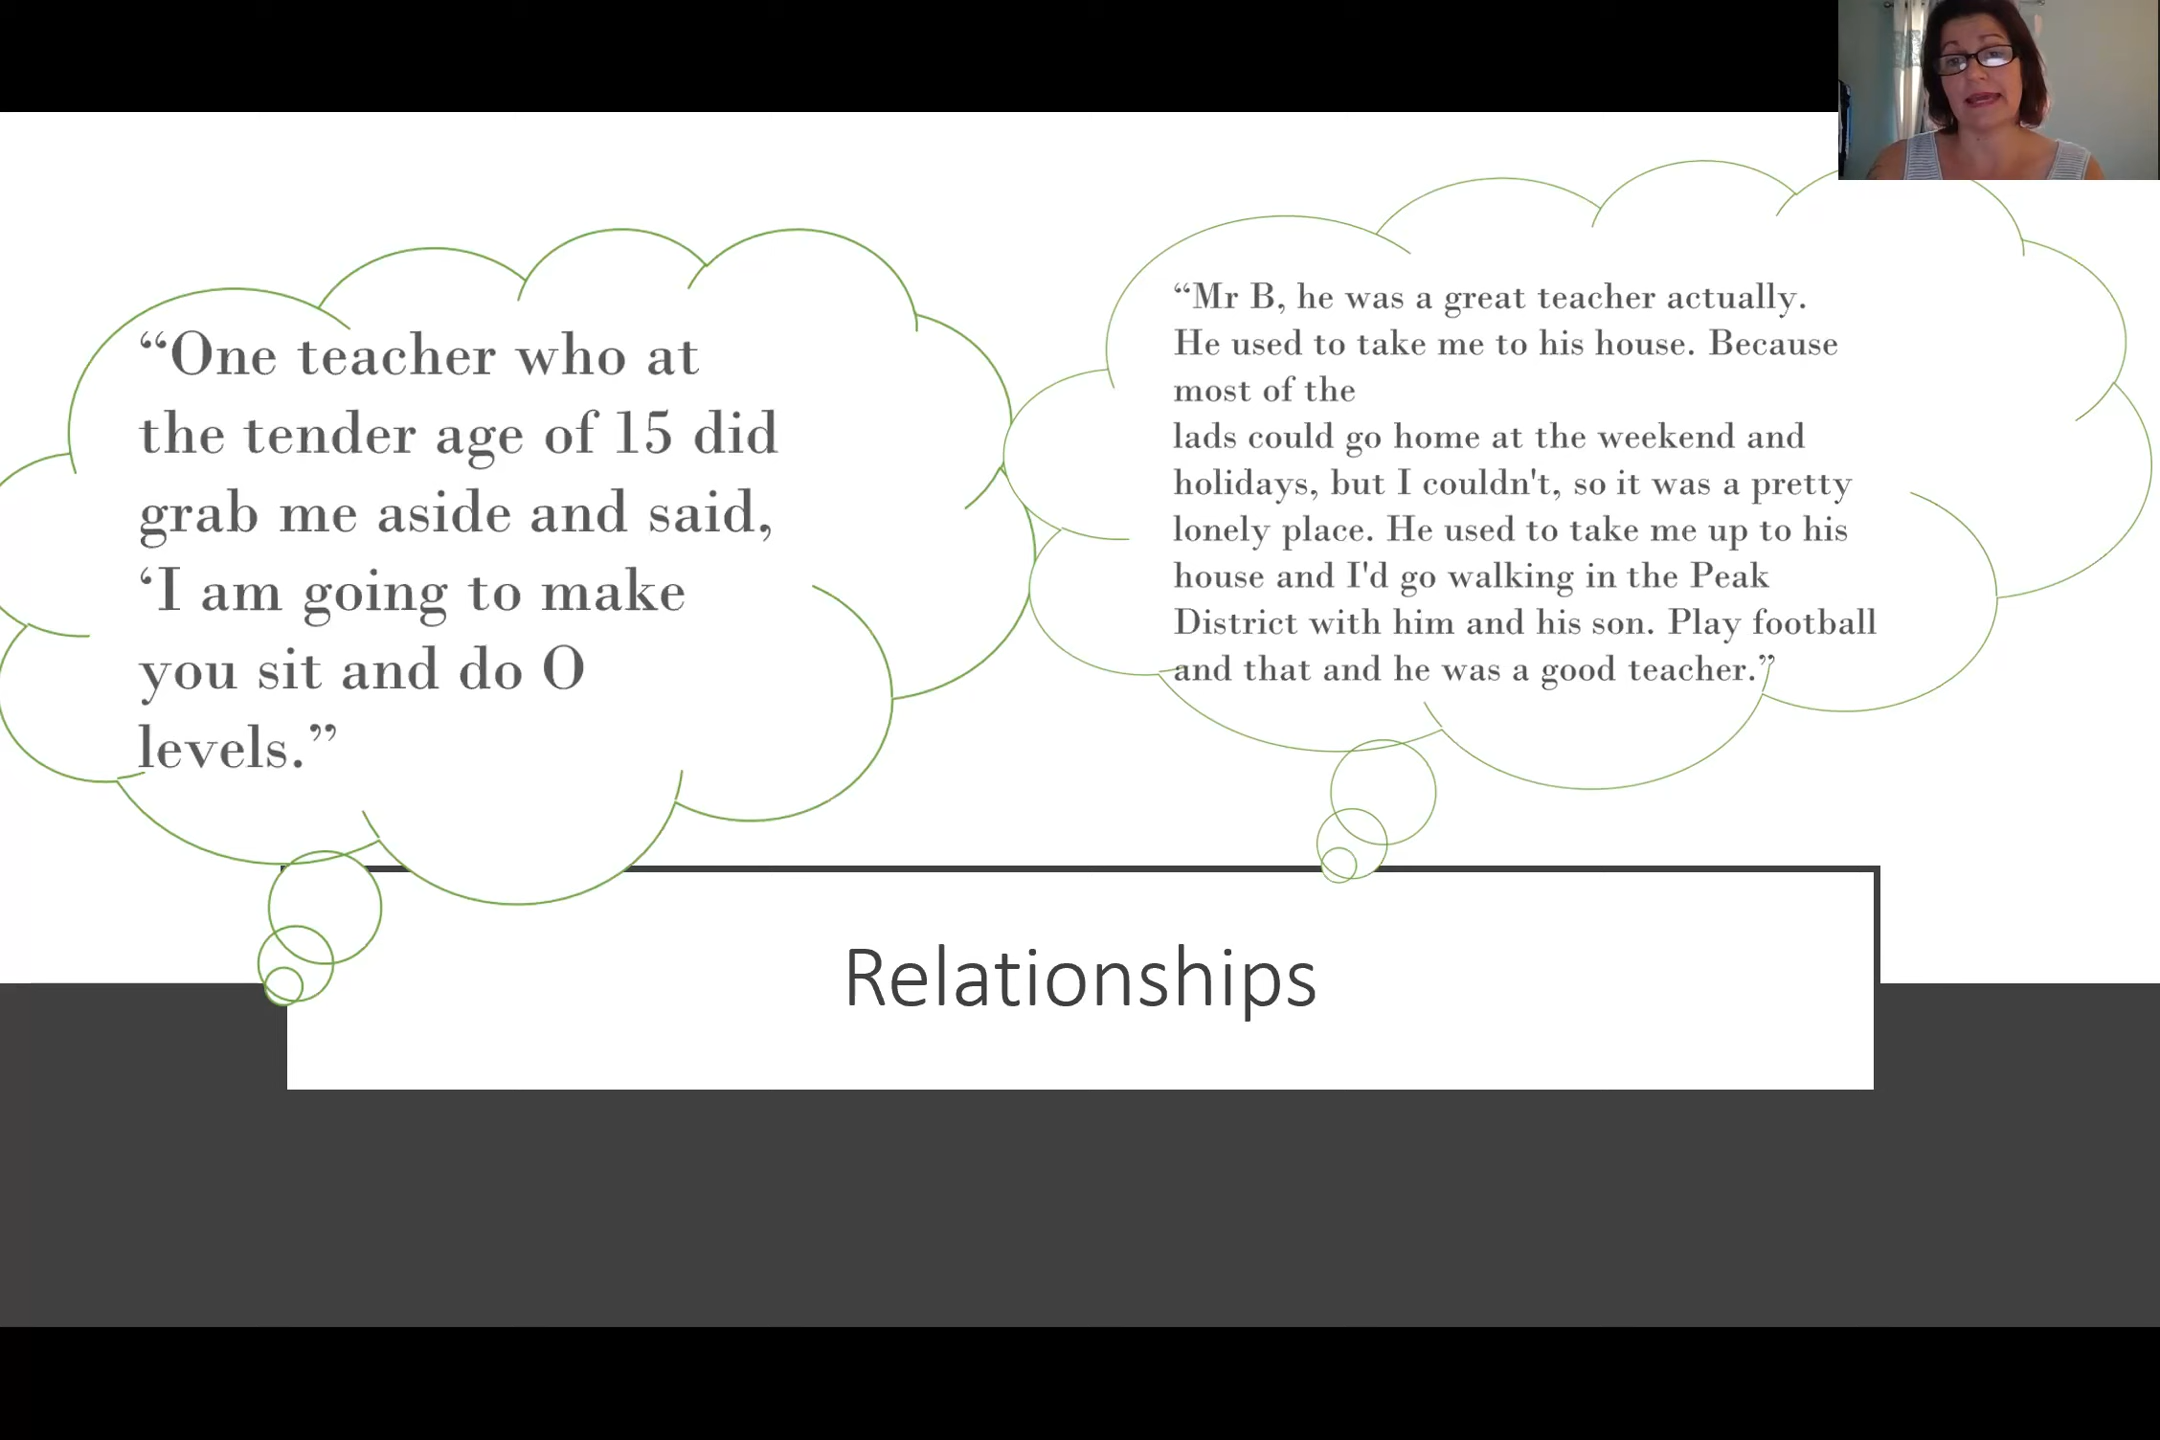 “One teacher who at
the tender age of 15 did
grab me aside and said,
‘I am going to make
you sit and do O
levels.”
“Mr B, he was a great teacher actually.
He used to take me to his house. Because
most of the
lads could go home at the weekend and
holidays, but I couldn't, so it was a pretty
lonely place. He used to take me up to his
house and I'd go walking in the Peak
District with him and his son. Play football
and that and he was a good teacher.”
Relationships